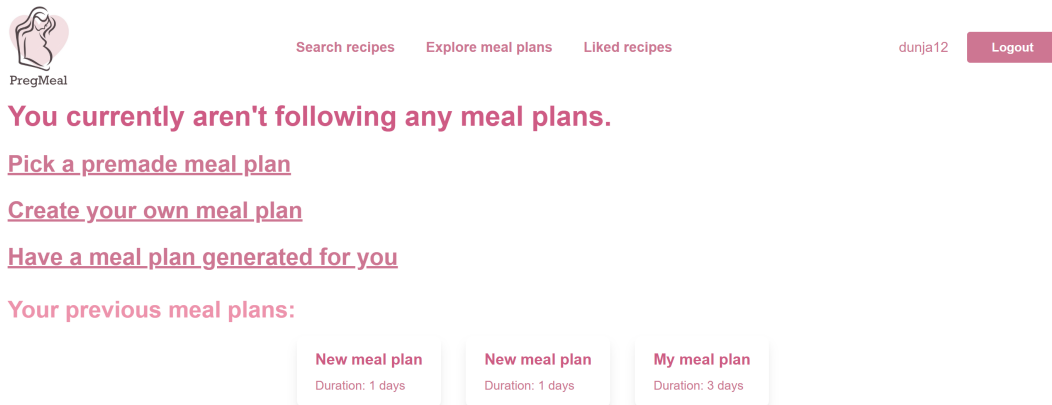 PregMeal
Search recipes Explore meal plans Liked recipes dunja12 Logout
You currently aren't following any meal plans.
Pick a premade meal plan
Create your own meal plan
Have a meal plan generated for you
Your previous meal plans:
New meal plan New meal plan My meal plan
Duration: 1 days Duration: 1 days Duration: 3 days